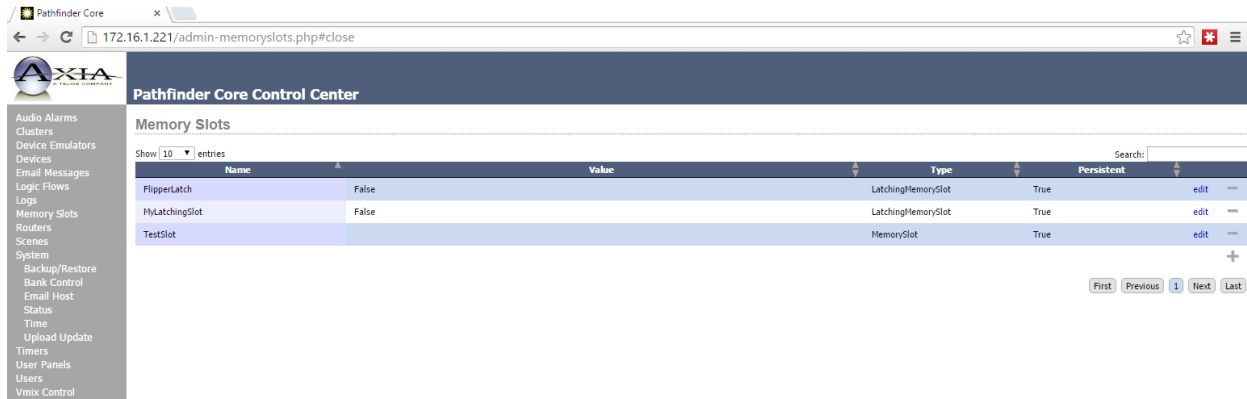 Pathfinder Core
172.16.1.221/admin-memoryslots.php#close
AXIA
A TELOS COMPANY
Pathfinder Core Control Center
Audio Alarms
Clusters
Device Emulators
Devices
Email Messages
Logic Flows
Logs
Memory Slots
Routers
Scenes
System
Backup/Restore
Bank Control
Email Host
Status
Time
Upload Update
Timers
User Panels
Users
Vmix Control
Memory Slots
Show 10 entries
Search:
Name Value Type Persistent
FlipperLatch False LatchingMemorySlot True edit
MyLatchingSlot False LatchingMemorySlot True edit
TestSlot MemorySlot True edit
First Previous 1 Next Last